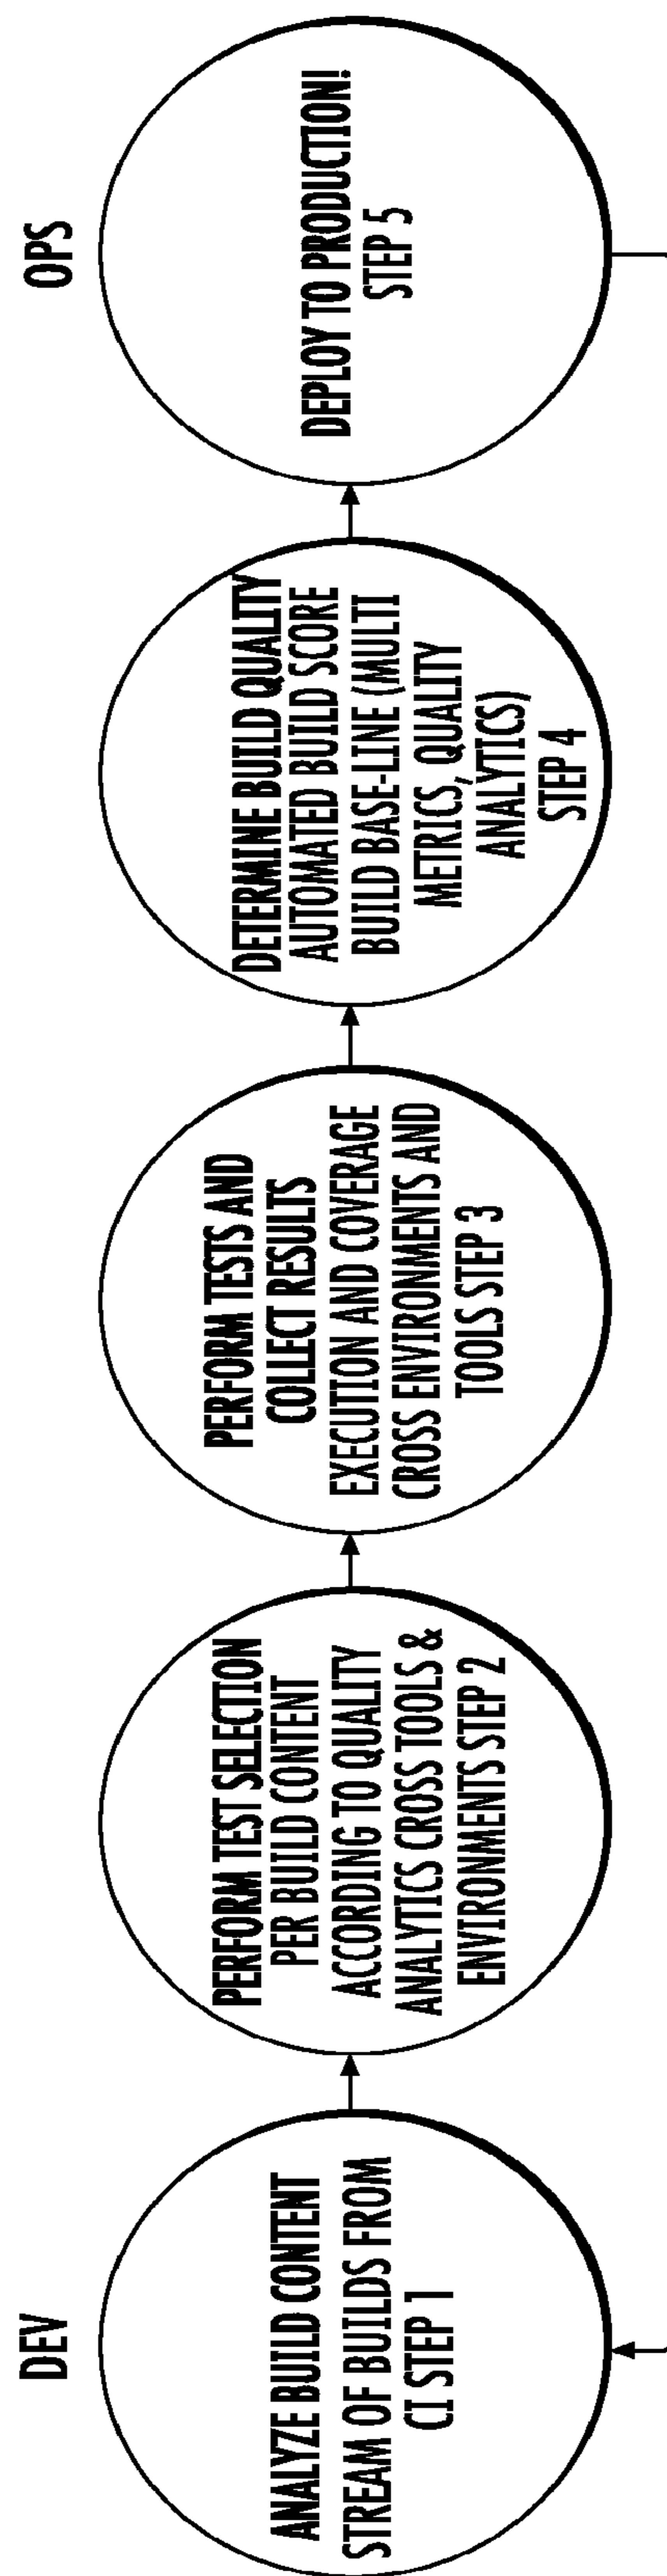 DEV
ANALYZE BUILD CONTENT
STREAM OF BUILDS FROM
CI STEP 1
PERFORM TEST SELECTION
PER BUILD CONTENT
ACCORDING TO QUALITY
ANALYTICS CROSS TOOLS &
ENVIRONMENTS STEP 2
PERFORM TESTS AND
COLLECT RESULTS
EXECUTION AND COVERAGE
CROSS ENVIRONMENTS AND
TOOLS STEP 3
DETERMINE BUILD QUALITY
AUTOMATED BUILD SCORE
BUILD BASE-LINE (MULTI
METRICS, QUALITY
ANALYTICS)
STEP 4
OPS
DEPLOY TO PRODUCTION!
STEP 5